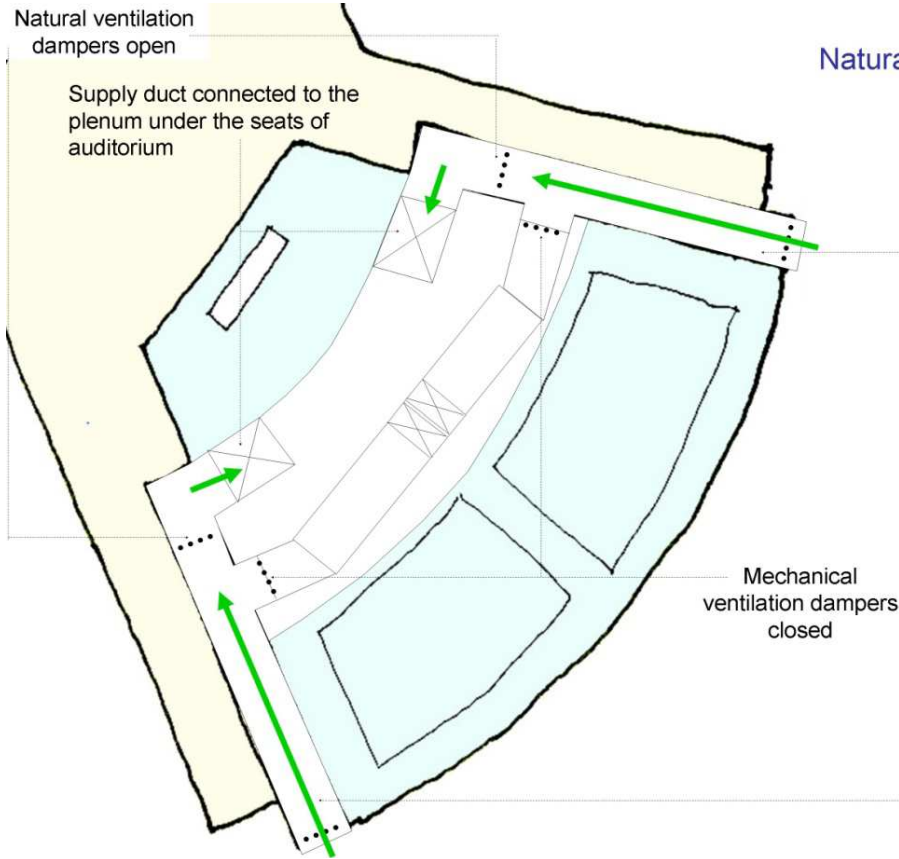 Natural ventilation
dampers open
Supply duct connected to the
plenum under the seats of
auditorium
Mechanical
ventilation dampers
closed